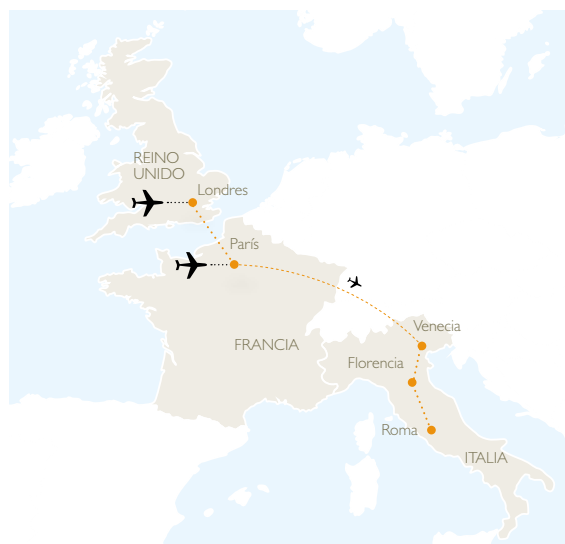 REINO
UNIDO
Londres
París
Venecia
FRANCIA
Florencia
Roma
ITALIA